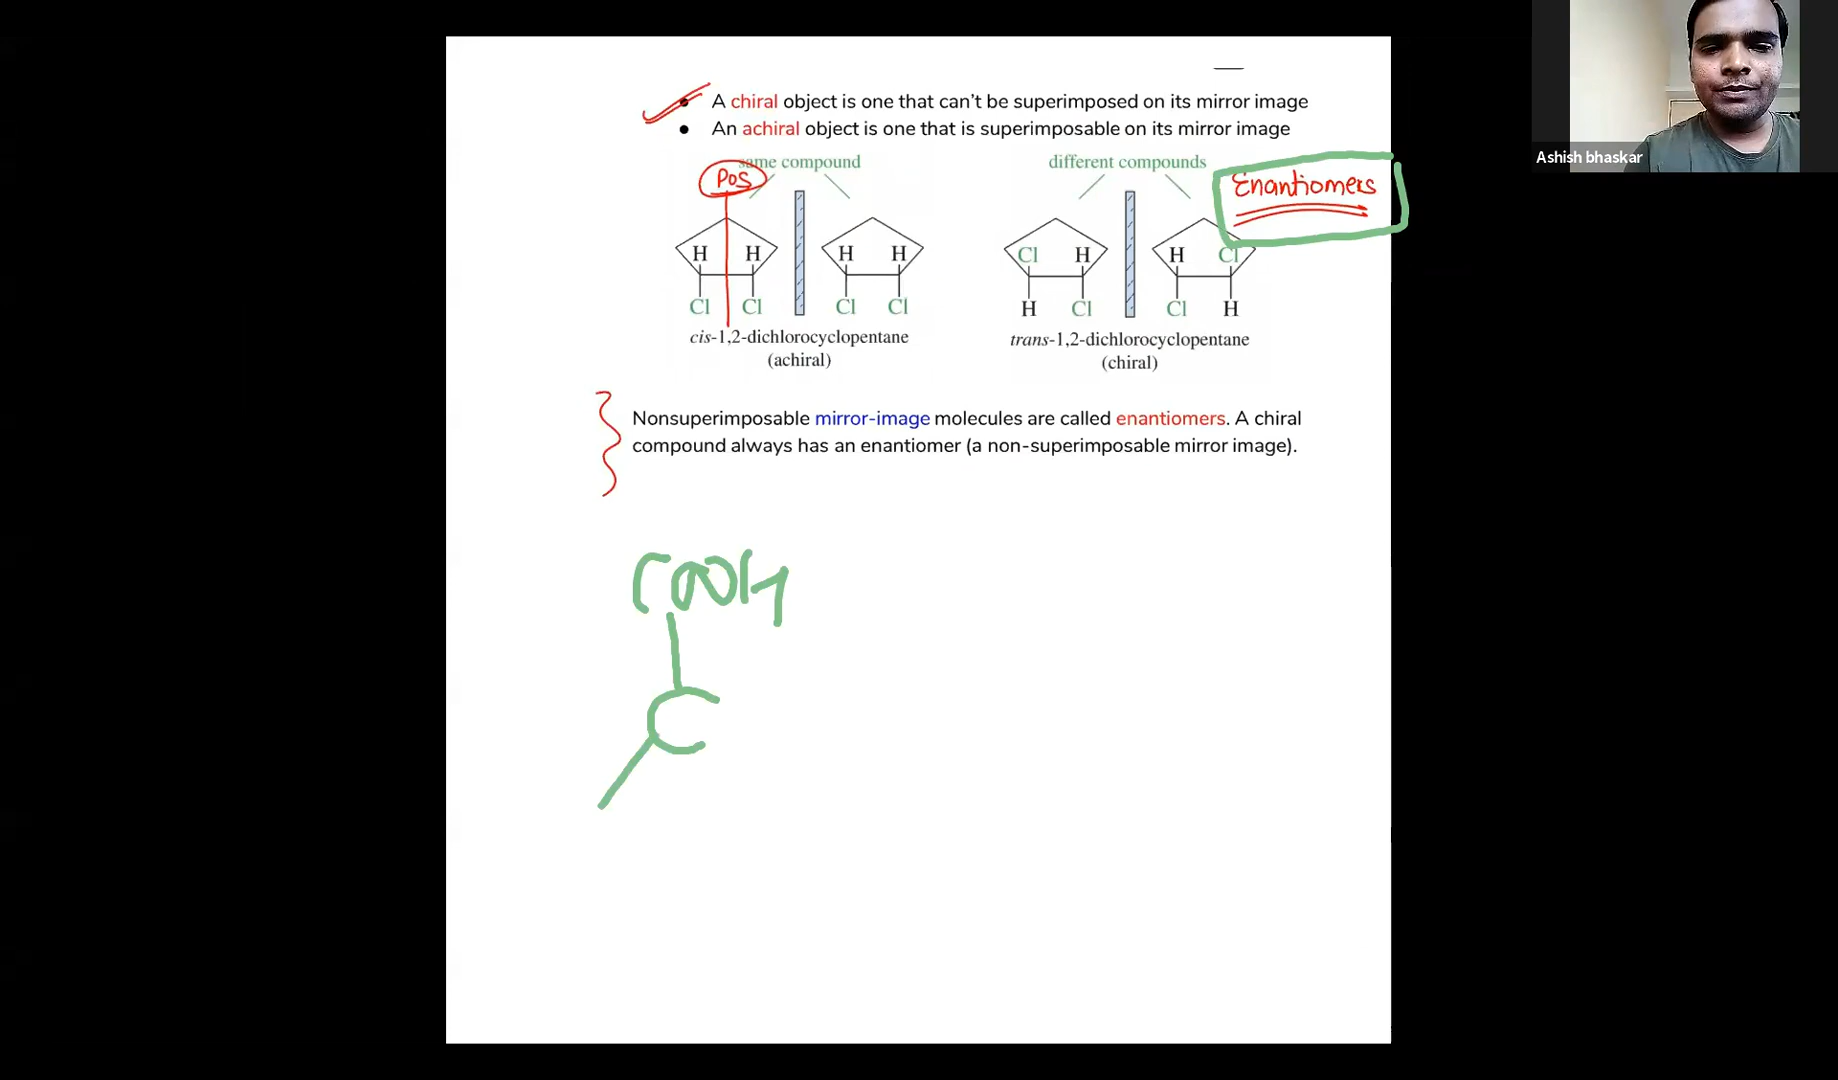 A chiral object is one that can't be superimposed on its mirror image
An achiral object is one that is superimposable on its mirror image
Ashish bhaskar
same compound
different compounds
POS
Enantiomers
H H H H
Cl H H Cl
Cl Cl Cl Cl
H Cl Cl H
cis-1,2-dichlorocyclopentane
(achiral)
trans-1,2-dichlorocyclopentane
(chiral)
Nonsuperimposable mirror-image molecules are called enantiomers. A chiral
compound always has an enantiomer (a non-superimposable mirror image).
COOH
C